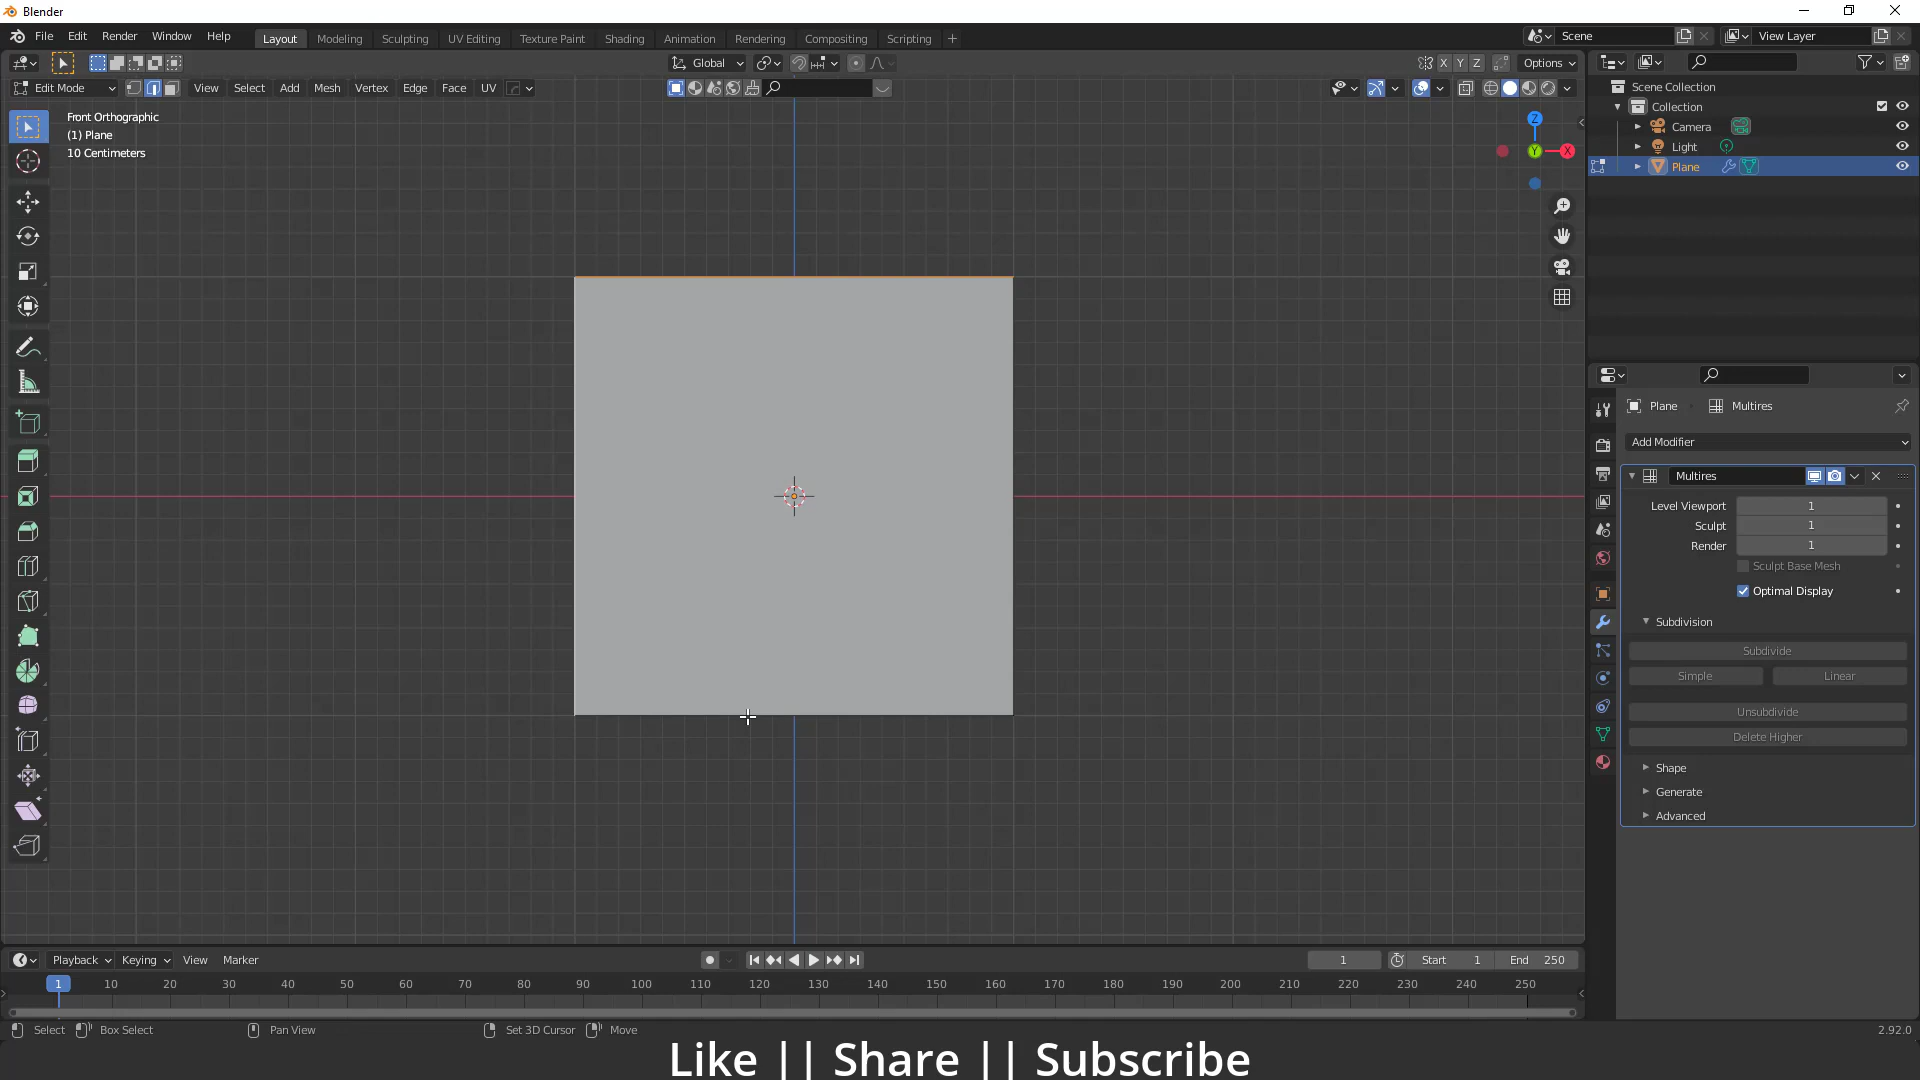 Blender
File Edit Render Window Help
Layout Modeling Sculpting UV Editing Texture Paint Shading Animation Rendering Compositing Scripting +
Scene
View Layer
Global
X Y Z
Options
Edit Mode
View Select Add Mesh Vertex Edge Face UV
Front Orthographic
(1) Plane
10 Centimeters
Z
Y
X
Scene Collection
Collection
Camera
Light
Plane
Plane
Multires
Add Modifier
Multires
Level Viewport 1
Sculpt 1
Render 1
Sculpt Base Mesh
Optimal Display
Subdivision
Subdivide
Simple
Linear
Unsubdivide
Delete Higher
Shape
Generate
Advanced
Playback Keying View Marker
1
Start 1
End 250
1 10 20 30 40 50 60 70 80 90 100 110 120 130 140 150 160 170 180 190 200 210 220 230 240 250
Select
Box Select
Pan View
Set 3D Cursor
Move
2.92.0
Like || Share || Subscribe